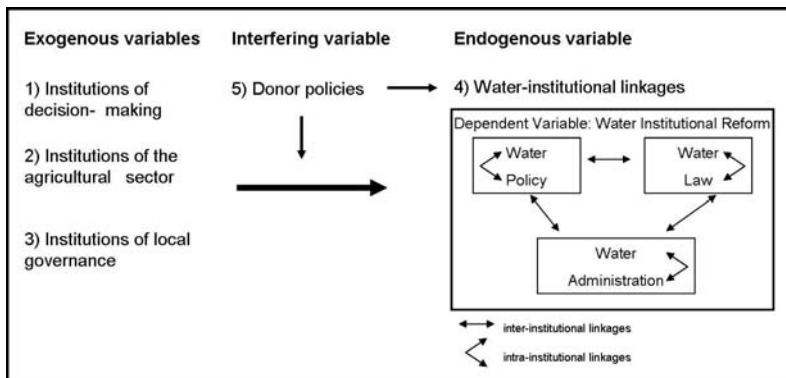 Exogenous variables
Interfering variable
Endogenous variable
1) Institutions of
decision- making
5) Donor policies
4) Water-institutional linkages
Dependent Variable: Water Institutional Reform
2) Institutions of the
agricultural sector
Water
Policy
Water
Law
3) Institutions of local
governance
Water
Administration
inter-institutional linkages
intra-institutional linkages